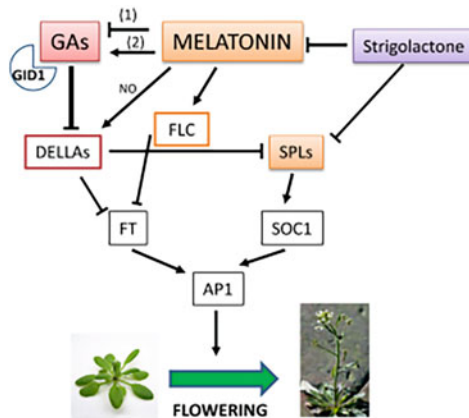 (1)
GAs
(2)
MELATONIN
Strigolactone
GID1
NO
FLC
DELLAs
SPLs
FT
SOC1
AP1
FLOWERING